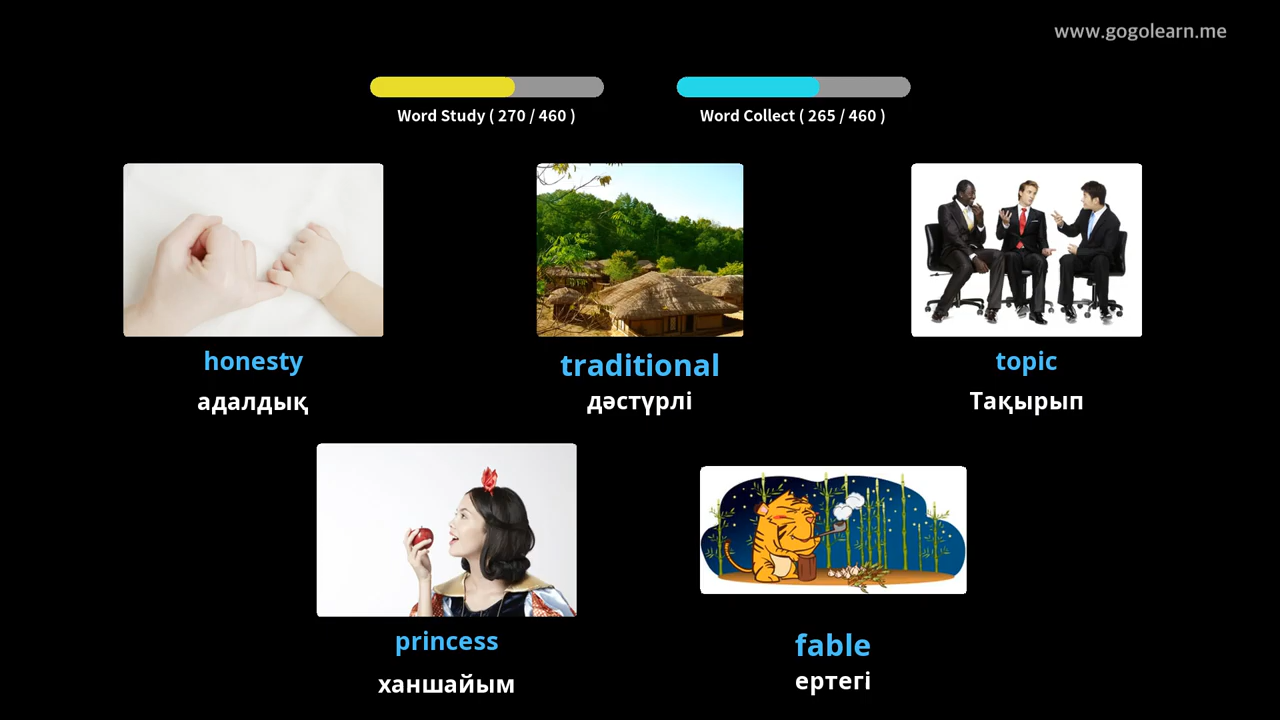 www.gogolearn.me
Word Study ( 270 / 460 )
Word Collect ( 265 / 460 )
honesty
адалдық
traditional
дәстүрлі
topic
Тақырып
princess
ханшайым
fable
ертегі